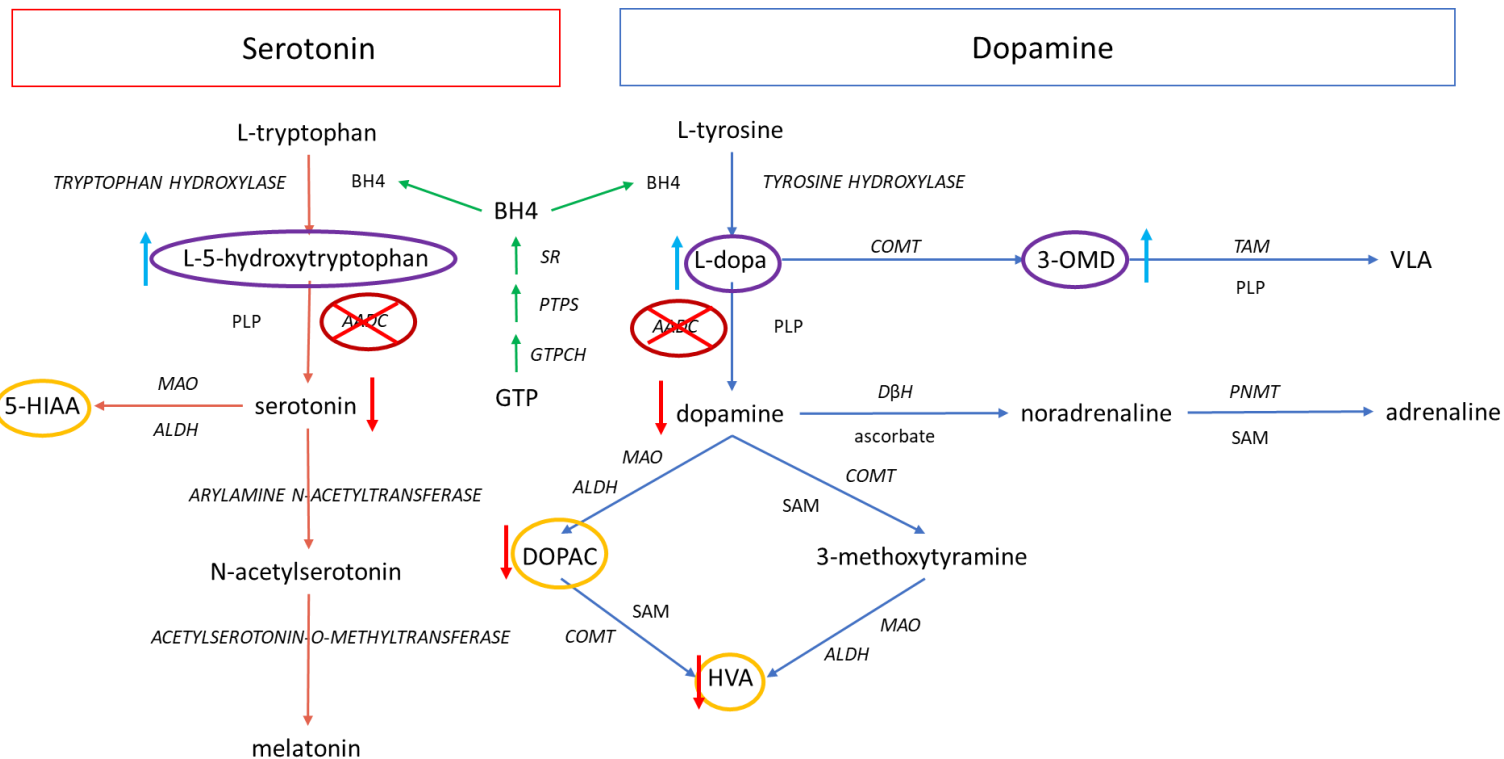 Serotonin
Dopamine
L-tryptophan
L-tyrosine
TRYPTOPHAN HYDROXYLASE
BH4
BH4
BH4
TYROSINE HYDROXYLASE
L-5-hydroxytryptophan
SR
L-dopa
COMT
3-OMD
TAM
VLA
PLP
PTPS
PLP
AADC
AADC
PLP
GTPCH
GTP
5-HIAA
MAO
ALDH
serotonin
dopamine
DβH
ascorbate
noradrenaline
PNMT
SAM
adrenaline
MAO
ALDH
COMT
SAM
ARYLAMINE N-ACETYLTRANSFERASE
DOPAC
3-methoxytyramine
N-acetylserotonin
SAM
COMT
MAO
ALDH
ACETYLSEROTONIN-O-METHYLTRANSFERASE
HVA
melatonin